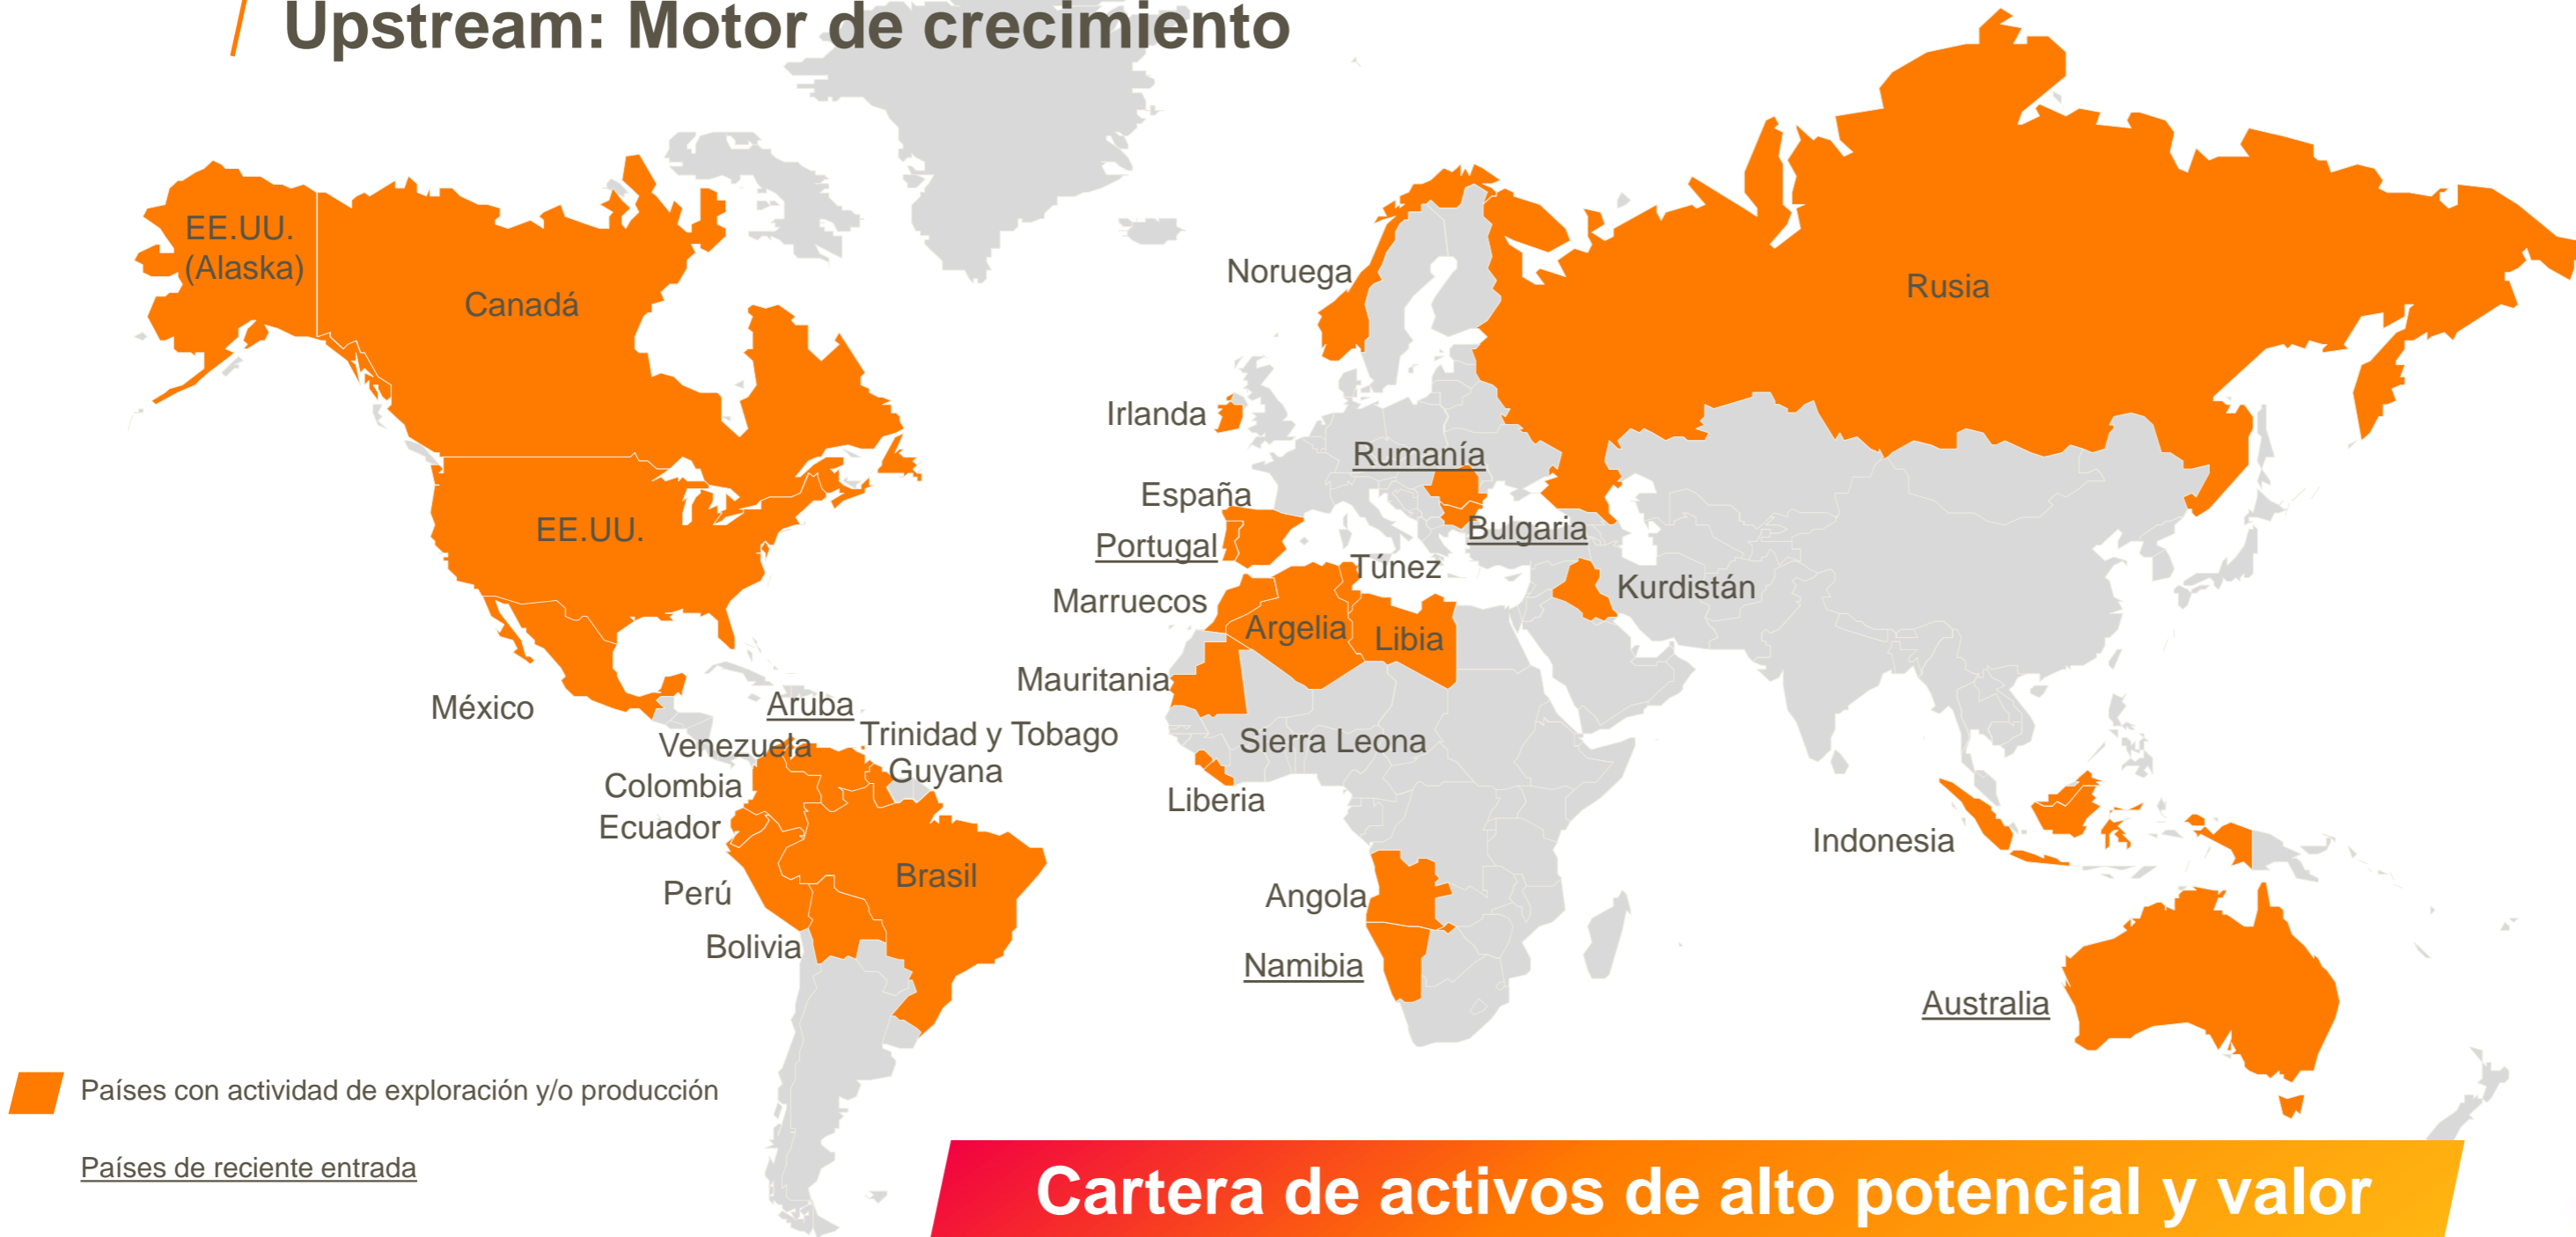 Upstream: Motor de crecimiento
EE.UU.
(Alaska)
Canadá
Noruega
Rusia
Irlanda
Rumanía
España
EE.UU.
Bulgaria
Portugal
Túnez
Kurdistán
Marruecos
Argelia
Libia
Mauritania
México
Aruba
Trinidad y Tobago
Sierra Leona
Venezuela
Guyana
Colombia
Liberia
Ecuador
Indonesia
Brasil
Perú
Angola
Bolivia
Namibia
Australia
Países con actividad de exploración y/o producción
Países de reciente entrada
Cartera de activos de alto potencial y valor